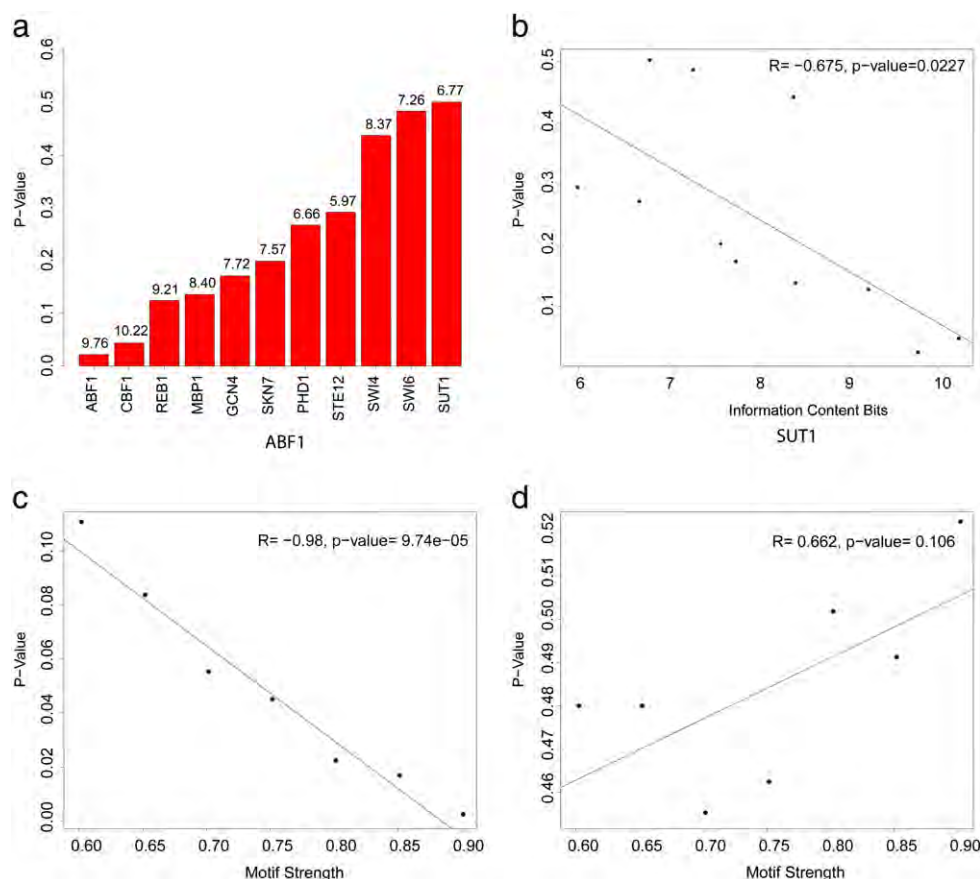 a
0.6
0.5
0.4
0.3
0.2
0.1
0.0
P-Value
9.76
10.22
9.21
8.40
7.72
7.57
6.66
5.97
8.37
7.26
6.77
ABF1
CBF1
REB1
MBP1
GCN4
SKN7
PHD1
STE12
SWI4
SWI6
SUT1
ABF1
b
R= −0.675, p-value=0.0227
0.5
0.4
0.3
0.2
0.1
P-Value
6 7 8 9 10
Information Content Bits
SUT1
c
R= −0.98, p-value= 9.74e-05
0.10
0.08
0.06
0.04
0.02
0.00
P-Value
0.60 0.65 0.70 0.75 0.80 0.85 0.90
Motif Strength
d
R= 0.662, p-value= 0.106
0.52
0.51
0.50
0.49
0.48
0.47
0.46
P-Value
0.60 0.65 0.70 0.75 0.80 0.85 0.90
Motif Strength